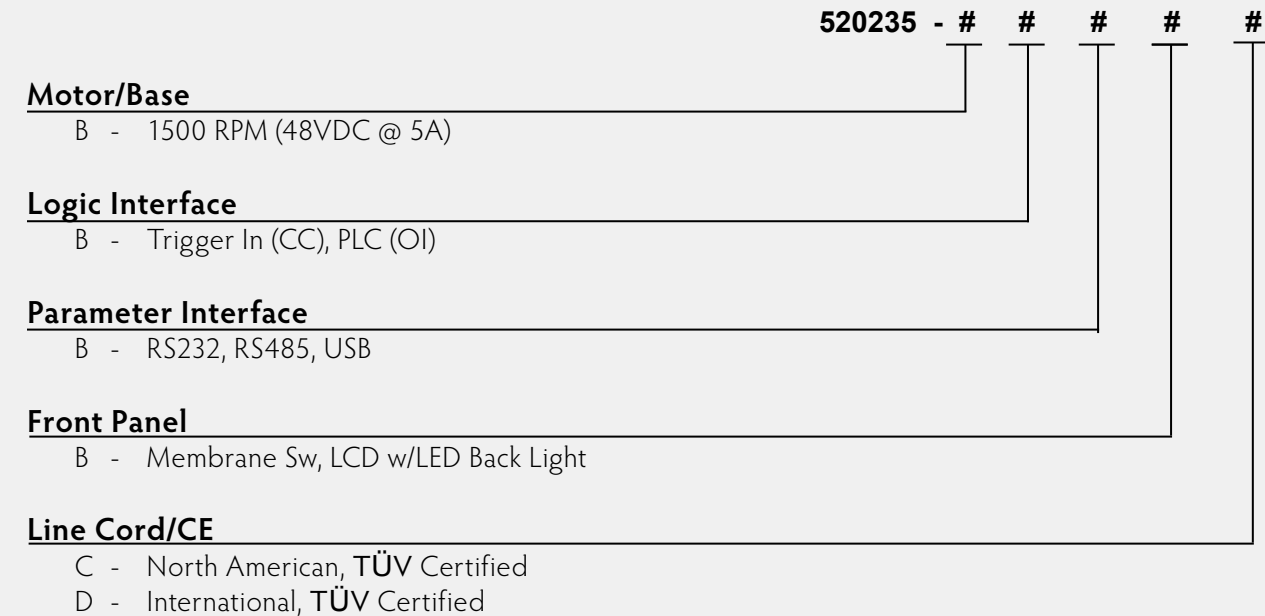 520235 - # # # # #
Motor/Base
B - 1500 RPM (48VDC @ 5A)
Logic Interface
B - Trigger In (CC), PLC (OI)
Parameter Interface
B - RS232, RS485, USB
Front Panel
B - Membrane Sw, LCD w/LED Back Light
Line Cord/CE
C - North American, TÜV Certified
D - International, TÜV Certified